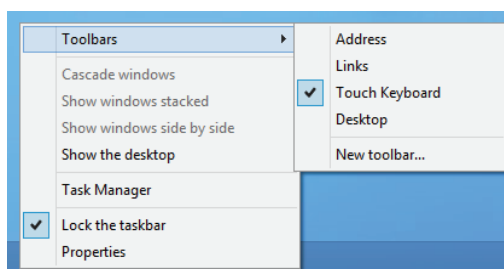 Toolbars
Cascade windows
Show windows stacked
Show windows side by side
Show the desktop
Task Manager
Lock the taskbar
Properties
Address
Links
Touch Keyboard
Desktop
New toolbar...